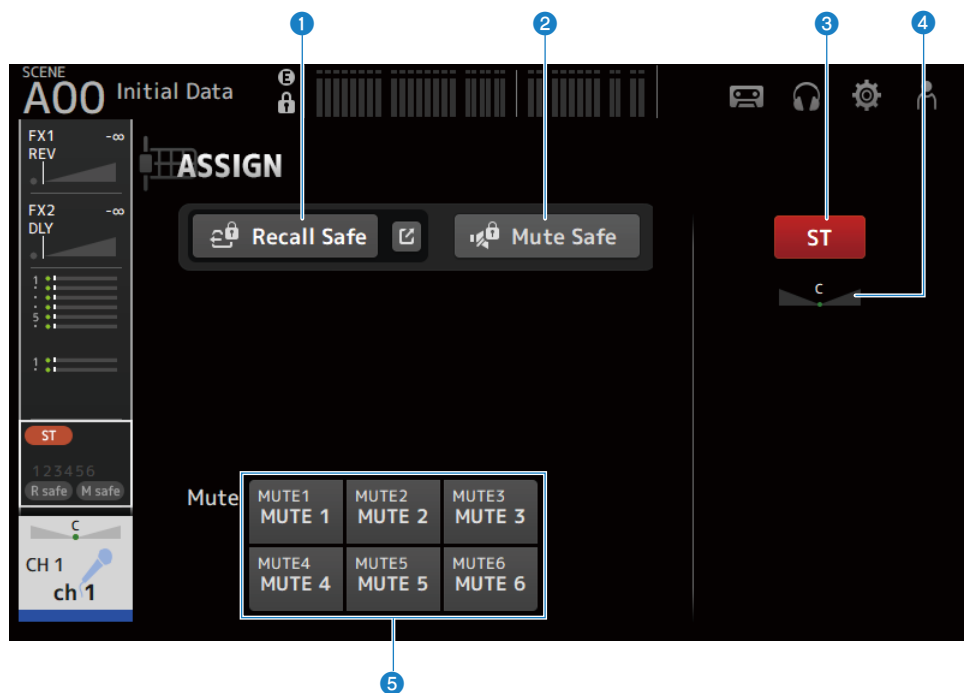 1 2 3 4
SCENE
A00 Initial Data E
FX1 -∞
REV
ASSIGN
FX2 -∞
DLY
Recall Safe
Mute Safe
ST
C
1
5
1
ST
123456
R safe M safe
Mute
MUTE1 MUTE2 MUTE3
MUTE 1 MUTE 2 MUTE 3
MUTE4 MUTE5 MUTE6
MUTE 4 MUTE 5 MUTE 6
C
CH 1
ch 1
5